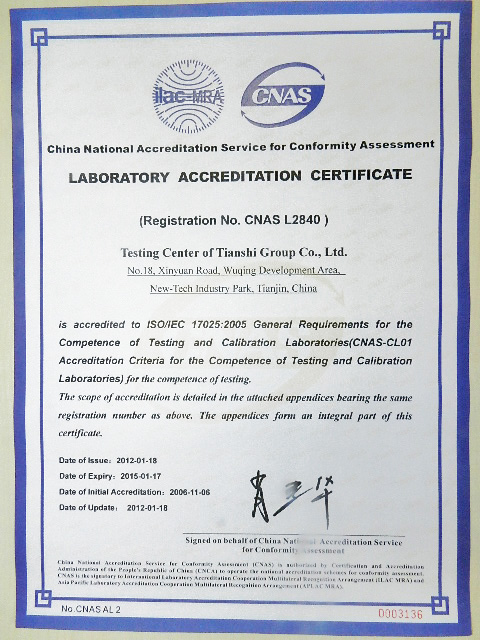 ilac-MRA
CNAS
China National Accreditation Service for Conformity Assessment
LABORATORY ACCREDITATION CERTIFICATE
(Registration No. CNAS L2840 )
Testing Center of Tianshi Group Co., Ltd.
No.18, Xinyuan Road, Wuqing Development Area,
New-Tech Industry Park, Tianjin, China
is accredited to ISO/IEC 17025:2005 General Requirements for the
Competence of Testing and Calibration Laboratories(CNAS-CL01
Accreditation Criteria for the Competence of Testing and Calibration
Laboratories) for the competence of testing.
The scope of accreditation is detailed in the attached appendices bearing the same
registration number as above. The appendices form an integral part of this
certificate.
Date of Issue: 2012-01-18
Date of Expiry: 2015-01-17
Date of Initial Accreditation: 2006-11-06
Date of Update: 2012-01-18
Signed on behalf of China National Accreditation Service
for Conformity Assessment
China National Accreditation Service for Conformity Assessment (CNAS) is authorized by Certification and Accreditation
Administration of the People's Republic of China (CNCA) to operate the national accreditation schemes for conformity assessment.
CNAS is the signatory to International Laboratory Accreditation Cooperation Multilateral Recognition Arrangement (ILAC MRA) and
Asia Pacific Laboratory Accreditation Cooperation Multilateral Recognition Arrangement (APLAC MRA).
No.CNAS AL 2
0003136